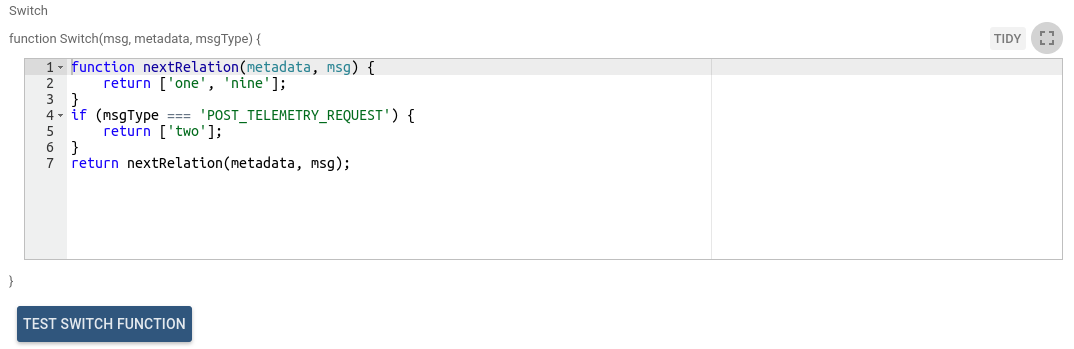 Switch
function Switch(msg, metadata, msgType) {
TIDY
1 function nextRelation(metadata, msg) {
2     return ['one', 'nine'];
3 }
4 if (msgType === 'POST_TELEMETRY_REQUEST') {
5     return ['two'];
6 }
7 return nextRelation(metadata, msg);
}
TEST SWITCH FUNCTION